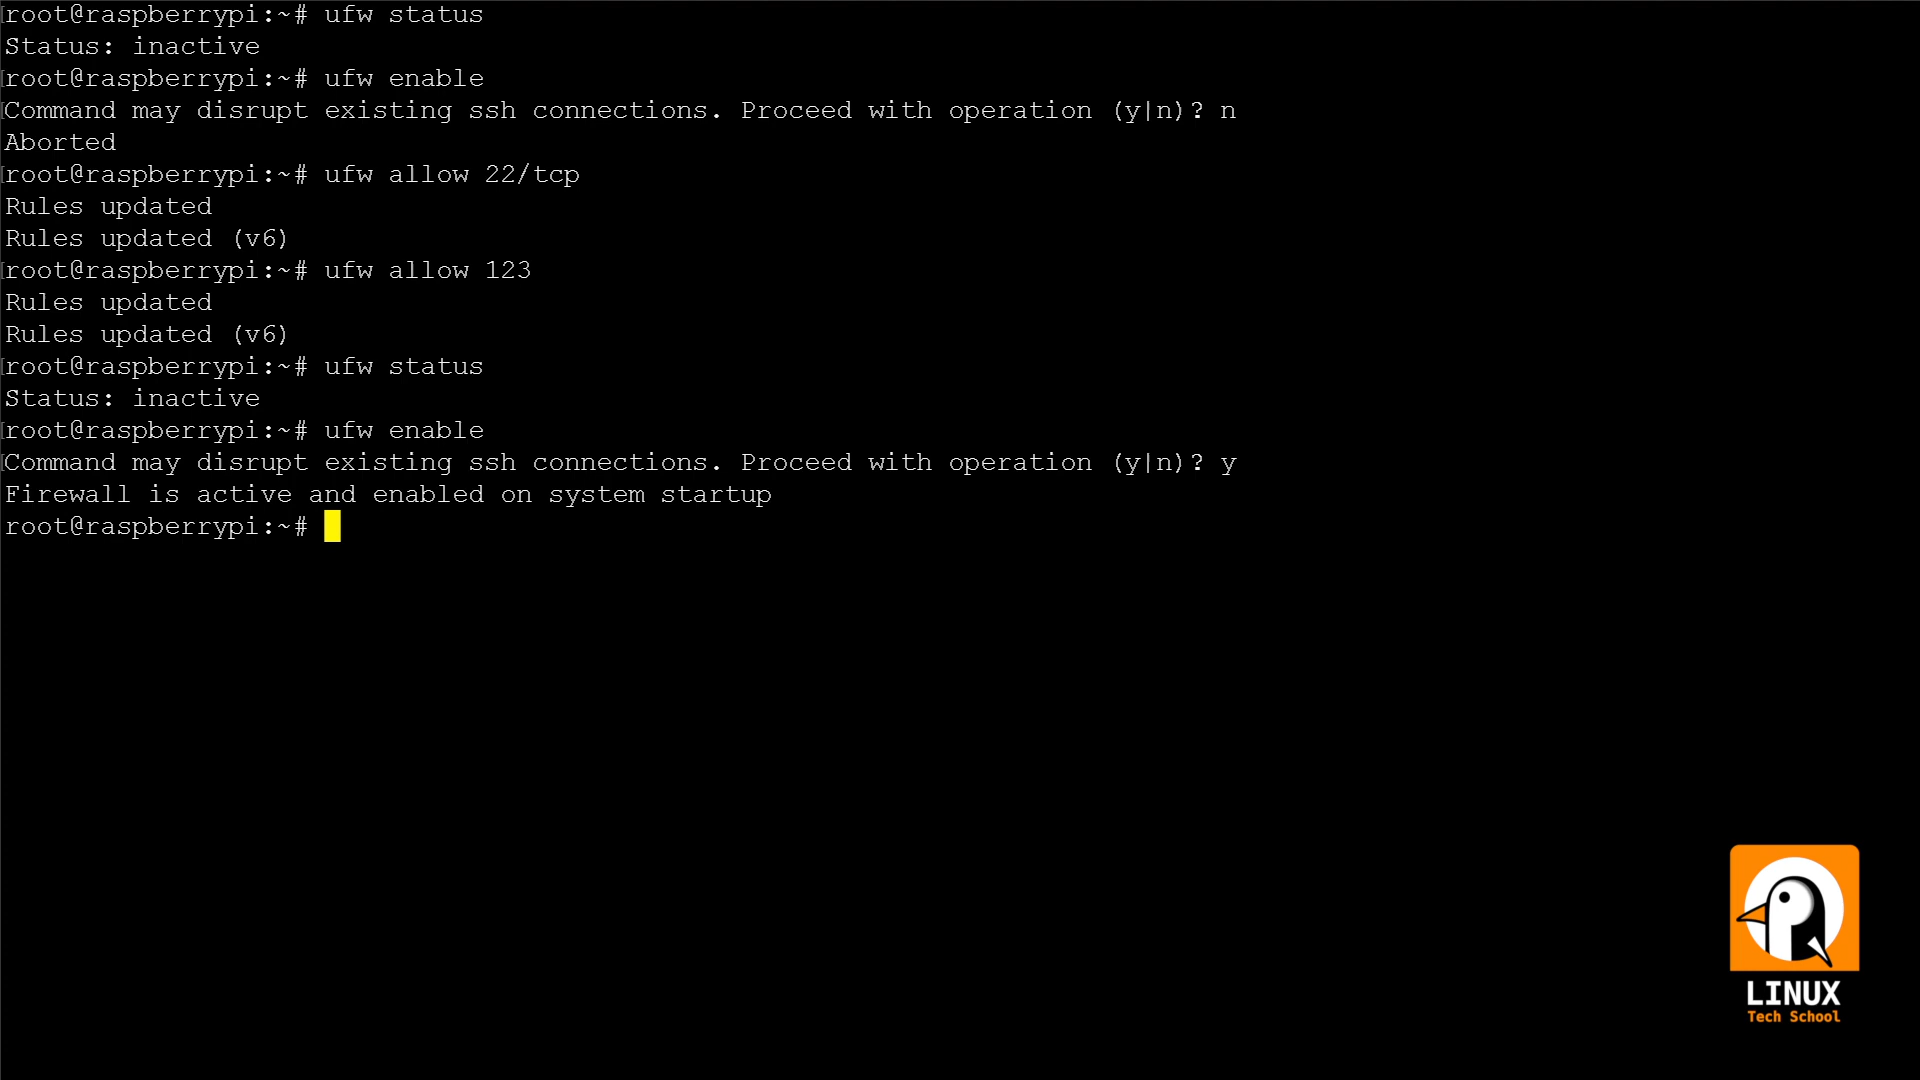 root@raspberrypi:~# ufw status
Status: inactive
root@raspberrypi:~# ufw enable
Command may disrupt existing ssh connections. Proceed with operation (y|n)? n
Aborted
root@raspberrypi:~# ufw allow 22/tcp
Rules updated
Rules updated (v6)
root@raspberrypi:~# ufw allow 123
Rules updated
Rules updated (v6)
root@raspberrypi:~# ufw status
Status: inactive
root@raspberrypi:~# ufw enable
Command may disrupt existing ssh connections. Proceed with operation (y|n)? y
Firewall is active and enabled on system startup
root@raspberrypi:~#
LINUX
Tech School